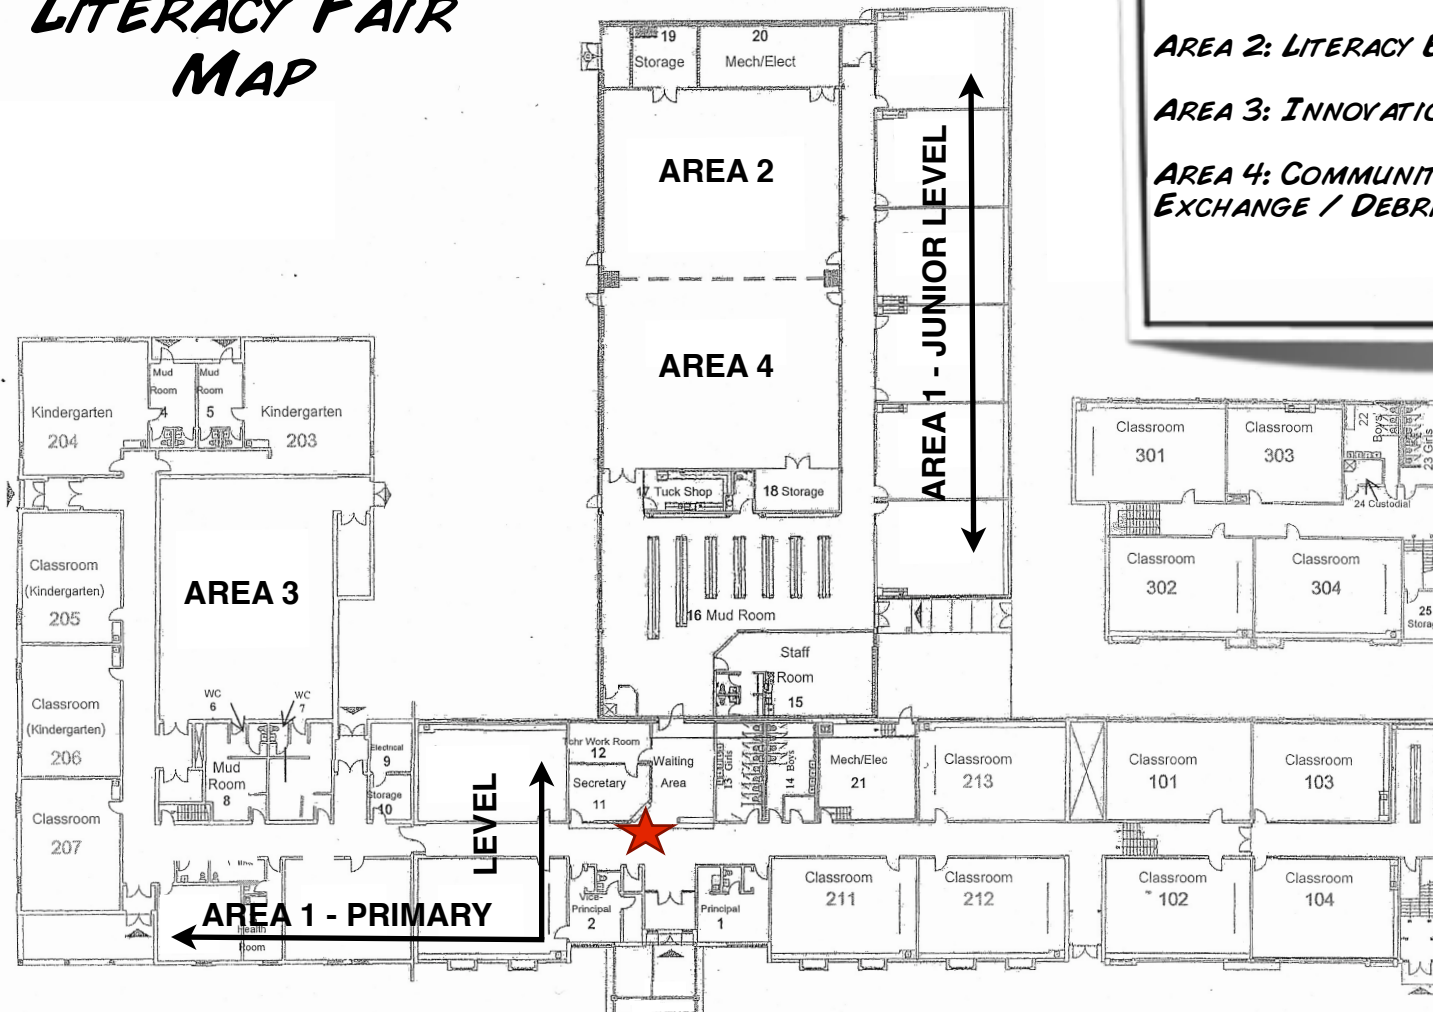 LITERACY FAIR
MAP
AREA 2: LITERACY
AREA 3:
AREA 4:
EXCHANGE /
19
Storage
20
Mech/Elect
AREA 2
AREA 4
AREA 1 - JUNIOR LEVEL
17 Tuck Shop
18 Storage
16 Mud Room
Staff
Room
15
Kindergarten
204
Mud
Room
4
Mud
Room
5
Kindergarten
203
Classroom
(Kindergarten)
205
AREA 3
Classroom
(Kindergarten)
206
WC
6
WC
7
Mud
Room
8
Classroom
207
Electrical
9
Storage
10
Tchr Work Room
12
Secretary
11
Waiting
Area
13 Girls
14 Boys
Mech/Elec
21
Classroom
213
Classroom
101
Classroom
103
LEVEL
AREA 1 - PRIMARY
Health
Room
Vice-
Principal
2
Principal
1
Classroom
211
Classroom
212
Classroom
102
Classroom
104
Classroom
301
Classroom
303
22
Boys'
23 Girls
24 Custodial
Classroom
302
Classroom
304
25